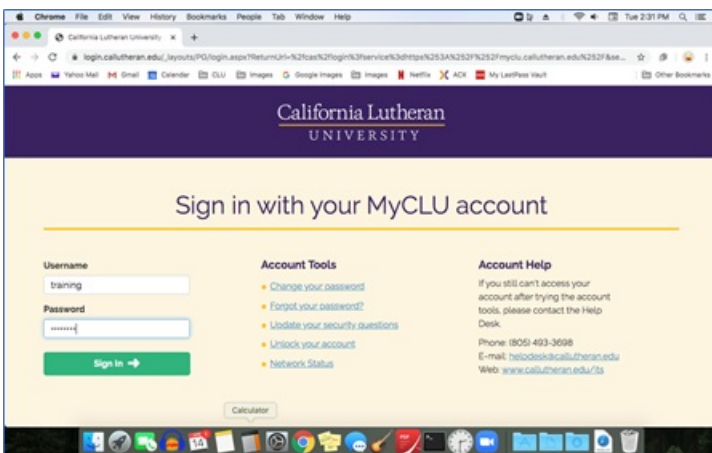 Chrome File Edit View History Bookmarks People Tab Window Help
Tue 2:31 PM
California Lutheran University
login.callutheran.edu/_layouts/PG/login.aspx?ReturnUrl=%2fcas%2flogin%3fservice%3dhttps%253A%252F%252Fmyclu.callutheran.edu%252F&se...
Apps Yahoo Mail Gmail Calendar CLU Images Google Images Images Netflix ACK My LastPass Vault Other Bookmarks
California Lutheran
UNIVERSITY
Sign in with your MyCLU account
Username
training
Password
Sign In
Account Tools
Change your password
Forgot your password?
Update your security questions
Unlock your account
Network Status
Account Help
If you still can't access your
account after trying the account
tools, please contact the Help
Desk.
Phone: (805) 493-3698
E-mail: helpdesk@callutheran.edu
Web: www.callutheran.edu/its
Calculator
14